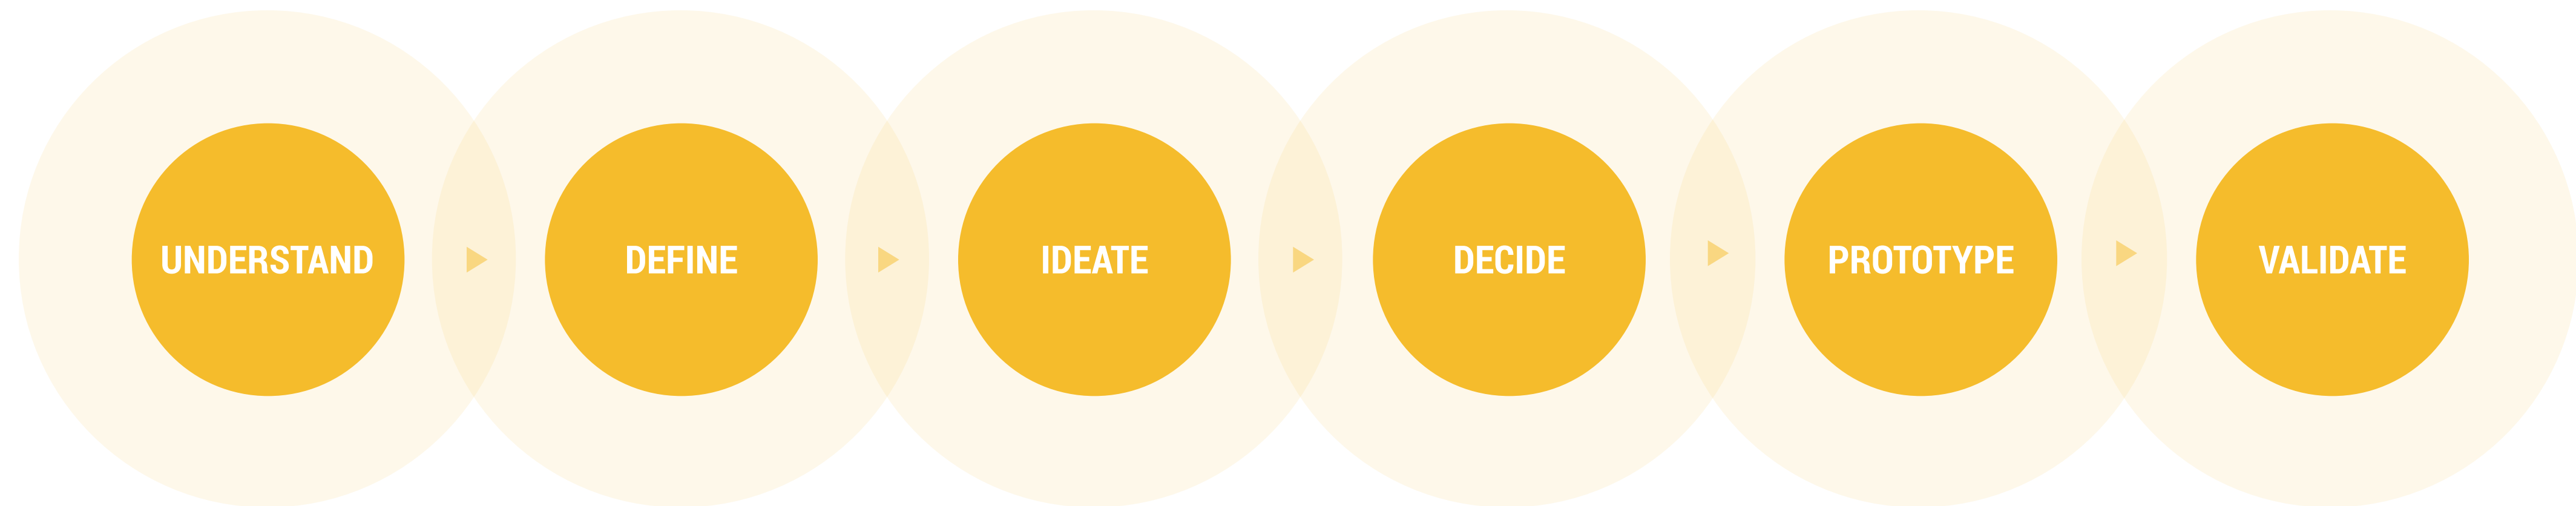 UNDERSTAND
DEFINE
IDEATE
DECIDE
PROTOTYPE
VALIDATE